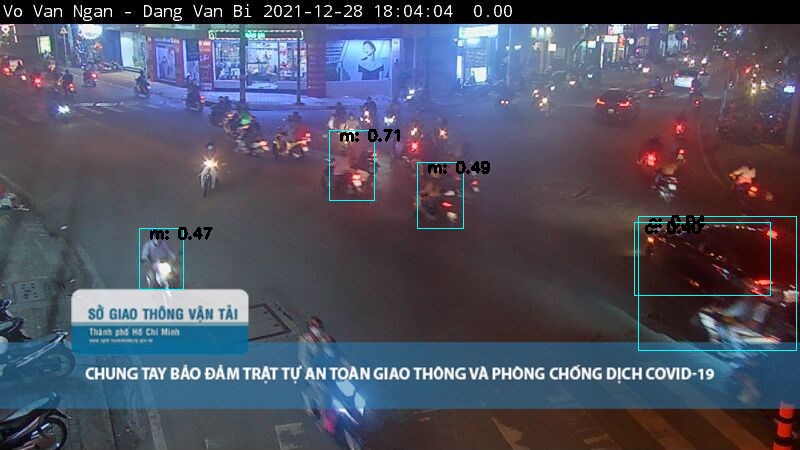 Vo Van Ngan - Dang Van Bi 2021-12-28 18:04:04 0.00
m: 0.71
m: 0.49
m: 0.47
SỞ GIAO THÔNG VẬN TẢI
Thành phố Hồ Chí Minh
CHUNG TAY BẢO ĐẢM TRẬT TỰ AN TOÀN GIAO THÔNG VÀ PHÒNG CHỐNG DỊCH COVID-19